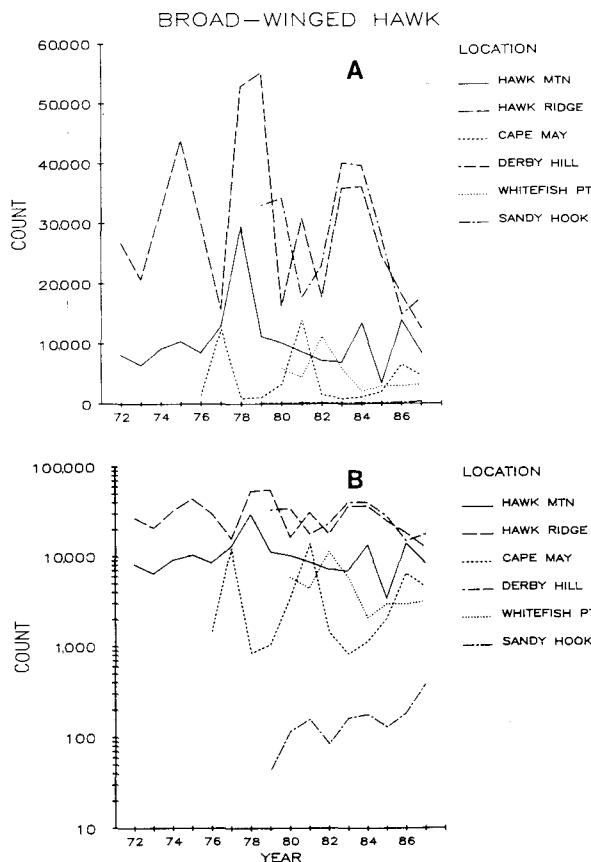 BROAD-WINGED HAWK
A
LOCATION
HAWK MTN
HAWK RIDGE
CAPE MAY
DERBY HILL
WHITEFISH PT
SANDY HOOK
60,000
50,000
40,000
30,000
20,000
10,000
0
COUNT
72 74 76 78 80 82 84 86
B
LOCATION
HAWK MTN
HAWK RIDGE
CAPE MAY
DERBY HILL
WHITEFISH PT
SANDY HOOK
100,000
10,000
1,000
100
10
COUNT
72 74 76 78 80 82 84 86
YEAR